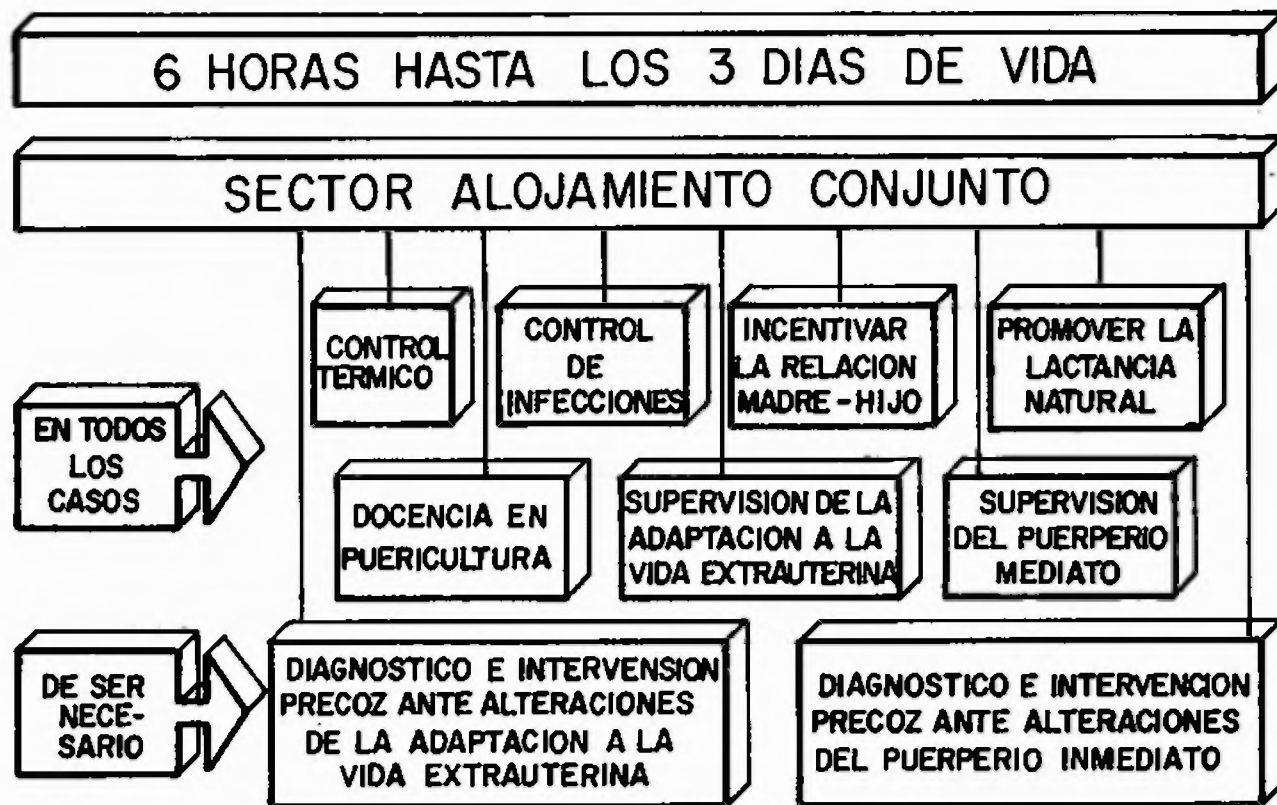 6 HORAS HASTA LOS 3 DIAS DE VIDA
SECTOR ALOJAMIENTO CONJUNTO
CONTROL
TERMICO
CONTROL
DE
INFECCIONES
INCENTIVAR
LA RELACION
MADRE-HIJO
PROMOVER LA
LACTANCIA
NATURAL
EN TODOS
LOS
CASOS
DOCENCIA EN
PUERICULTURA
SUPERVISION DE LA
ADAPTACION A LA
VIDA EXTRAUTERINA
SUPERVISION
DEL PUERPERIO
MEDIATO
DE SER
NECE-
SARIO
DIAGNOSTICO E INTERVENSION
PRECOZ ANTE ALTERACIONES
DE LA ADAPTACION A LA
VIDA EXTRAUTERINA
DIAGNOSTICO E INTERVENCION
PRECOZ ANTE ALTERACIONES
DEL PUERPERIO INMEDIATO